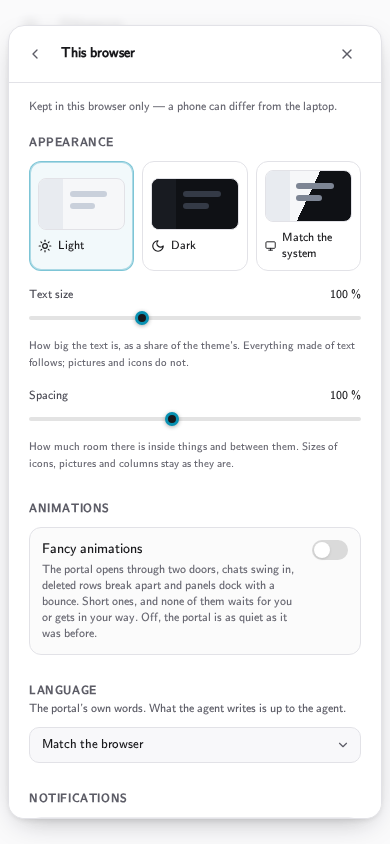 This browser
Kept in this browser only — a phone can differ from the laptop.
APPEARANCE
Light
Dark
Match the
system
Text size
100 %
How big the text is, as a share of the theme's. Everything made of text
follows; pictures and icons do not.
Spacing
100 %
How much room there is inside things and between them. Sizes of
icons, pictures and columns stay as they are.
ANIMATIONS
Fancy animations
The portal opens through two doors, chats swing in,
deleted rows break apart and panels dock with a
bounce. Short ones, and none of them waits for you
or gets in your way. Off, the portal is as quiet as it
was before.
LANGUAGE
The portal's own words. What the agent writes is up to the agent.
Match the browser
NOTIFICATIONS